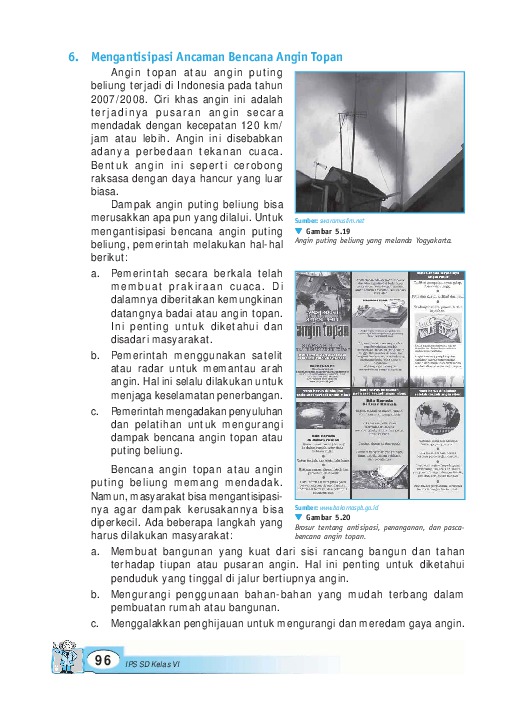 6. Mengantisipasi Ancaman Bencana Angin Topan
Angin topan atau angin puting
beliung terjadi di Indonesia pada tahun
2007/2008. Ciri khas angin ini adalah
terjadinya pusaran angin secara
mendadak dengan kecepatan 120 km/
jam atau lebih. Angin ini disebabkan
adanya perbedaan tekanan cuaca.
Bentuk angin ini seperti cerobong
raksasa dengan daya hancur yang luar
biasa.
Dampak angin puting beliung bisa
merusakkan apa pun yang dilalui. Untuk
mengantisipasi bencana angin puting
beliung, pemerintah melakukan hal-hal
berikut:
a. Pemerintah secara berkala telah
membuat prakiraan cuaca. Di
dalamnya diberitakan kemungkinan
datangnya badai atau angin topan.
Ini penting untuk diketahui dan
disadari masyarakat.
b. Pemerintah menggunakan satelit
atau radar untuk memantau arah
angin. Hal ini selalu dilakukan untuk
menjaga keselamatan penerbangan.
c. Pemerintah mengadakan penyuluhan
dan pelatihan untuk mengurangi
dampak bencana angin topan atau
puting beliung.
Bencana angin topan atau angin
puting beliung memang mendadak.
Namun, masyarakat bisa mengantisipasi-
nya agar dampak kerusakannya bisa
diperkecil. Ada beberapa langkah yang
harus dilakukan masyarakat:
Sumber: swaramuslim.net
Gambar 5.19
Angin puting beliung yang melanda Yogyakarta.
angin topan
Sumber: www.bakornaspb.go.id
Gambar 5.20
Brosur tentang antisipasi, penanganan, dan pasca-
bencana angin topan.
a. Membuat bangunan yang kuat dari sisi rancang bangun dan tahan
terhadap tiupan atau pusaran angin. Hal ini penting untuk diketahui
penduduk yang tinggal di jalur bertiupnya angin.
b. Mengurangi penggunaan bahan-bahan yang mudah terbang dalam
pembuatan rumah atau bangunan.
c. Menggalakkan penghijauan untuk mengurangi dan meredam gaya angin.
96
IPS SD Kelas VI